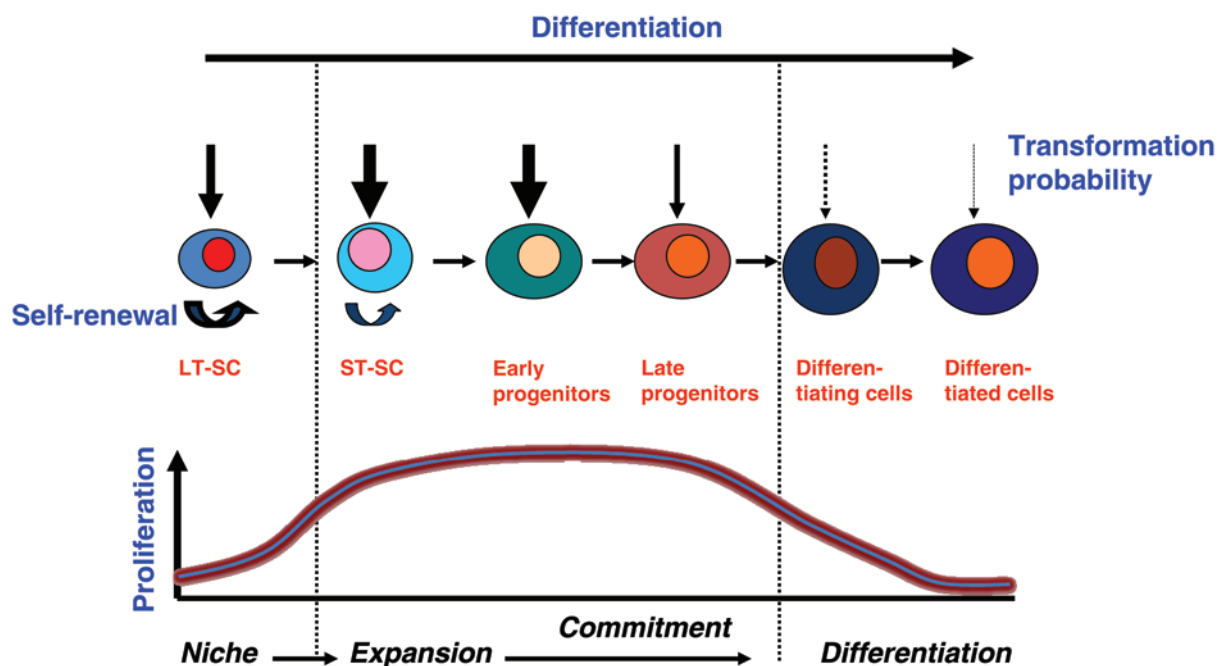 Differentiation
Transformation
probability
Self-renewal
LT-SC
ST-SC
Early
progenitors
Late
progenitors
Differen-
tiating cells
Differen-
tiated cells
Proliferation
Niche
Expansion
Commitment
Differentiation